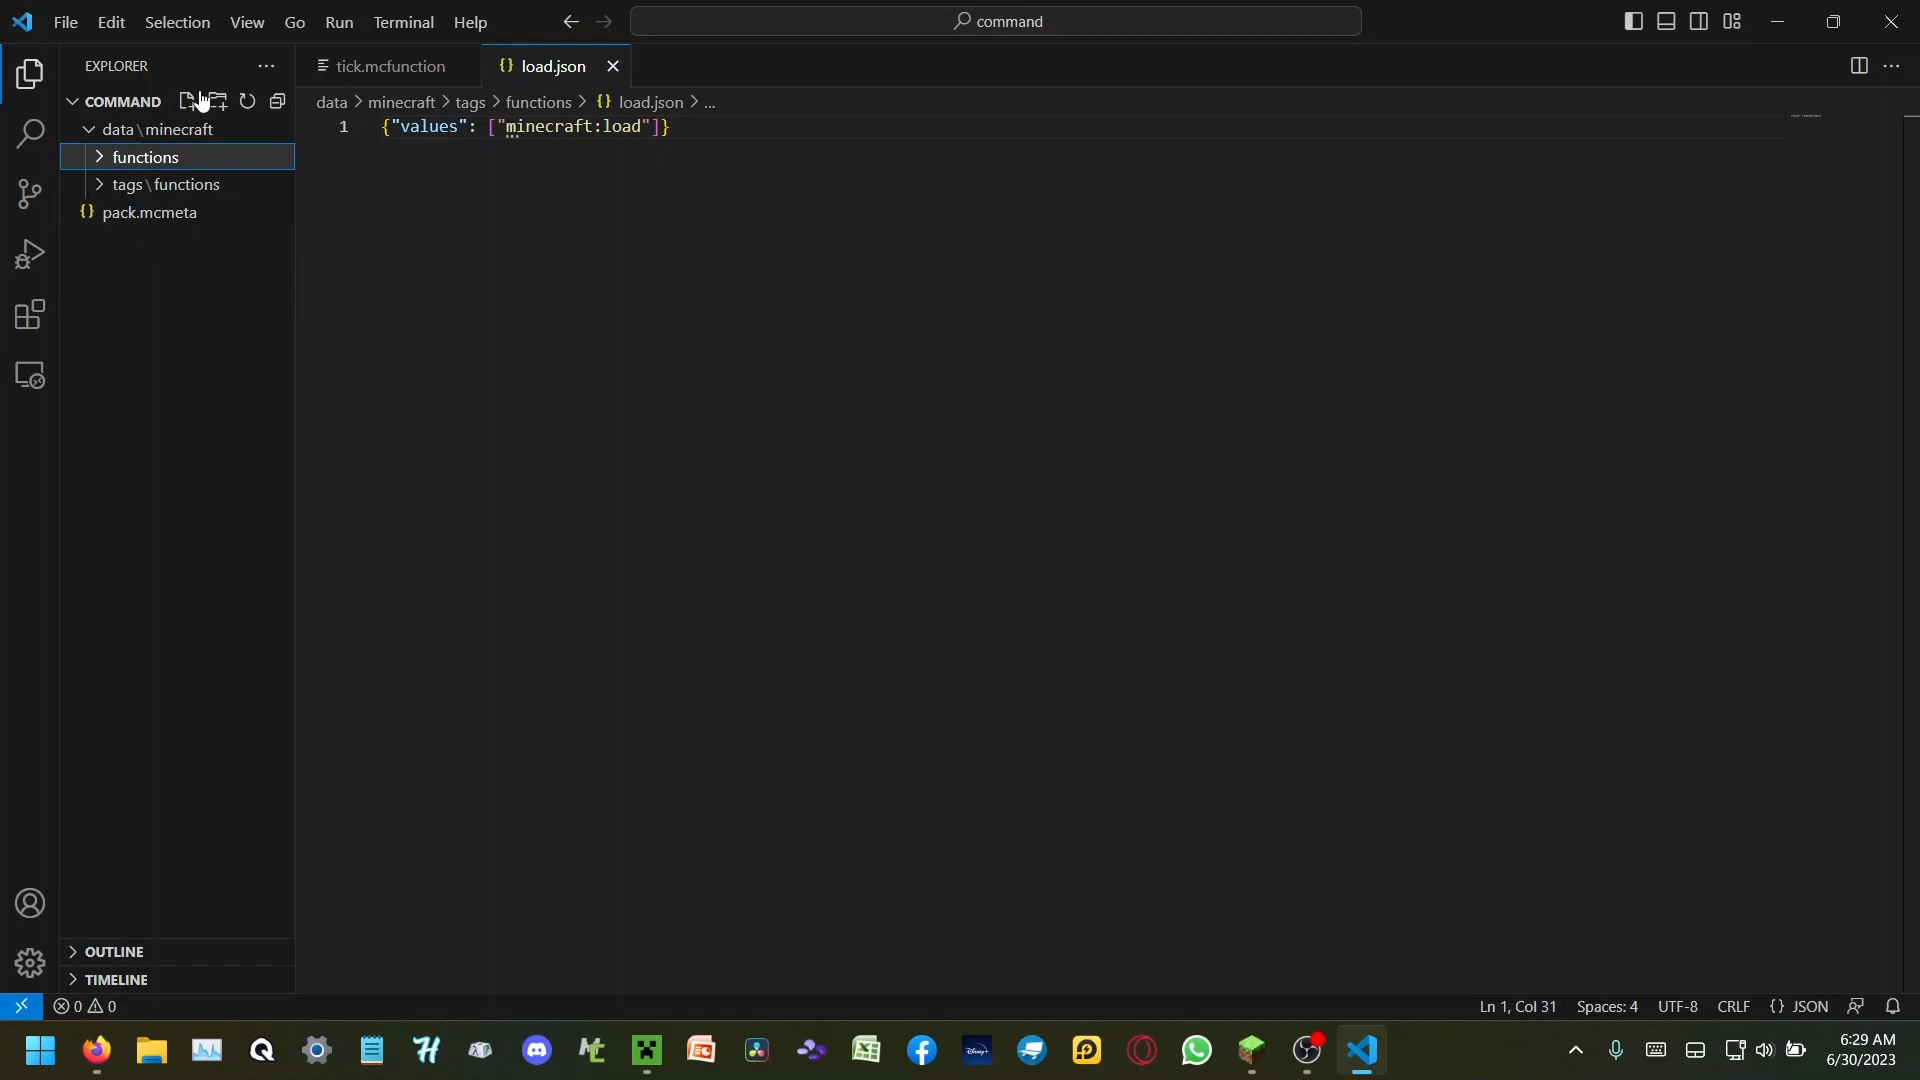 File Edit Selection View Go Run Terminal Help
command
EXPLORER
tick.mcfunction
load.json
COMMAND
data > minecraft > tags > functions > {} load.json > ...
1 {"values": ["minecraft:load"]}
data\minecraft
functions
tags\functions
{} pack.mcmeta
OUTLINE
TIMELINE
0 0
Ln 1, Col 31 Spaces: 4 UTF-8 CRLF {} JSON
Disney+
6:29 AM
6/30/2023